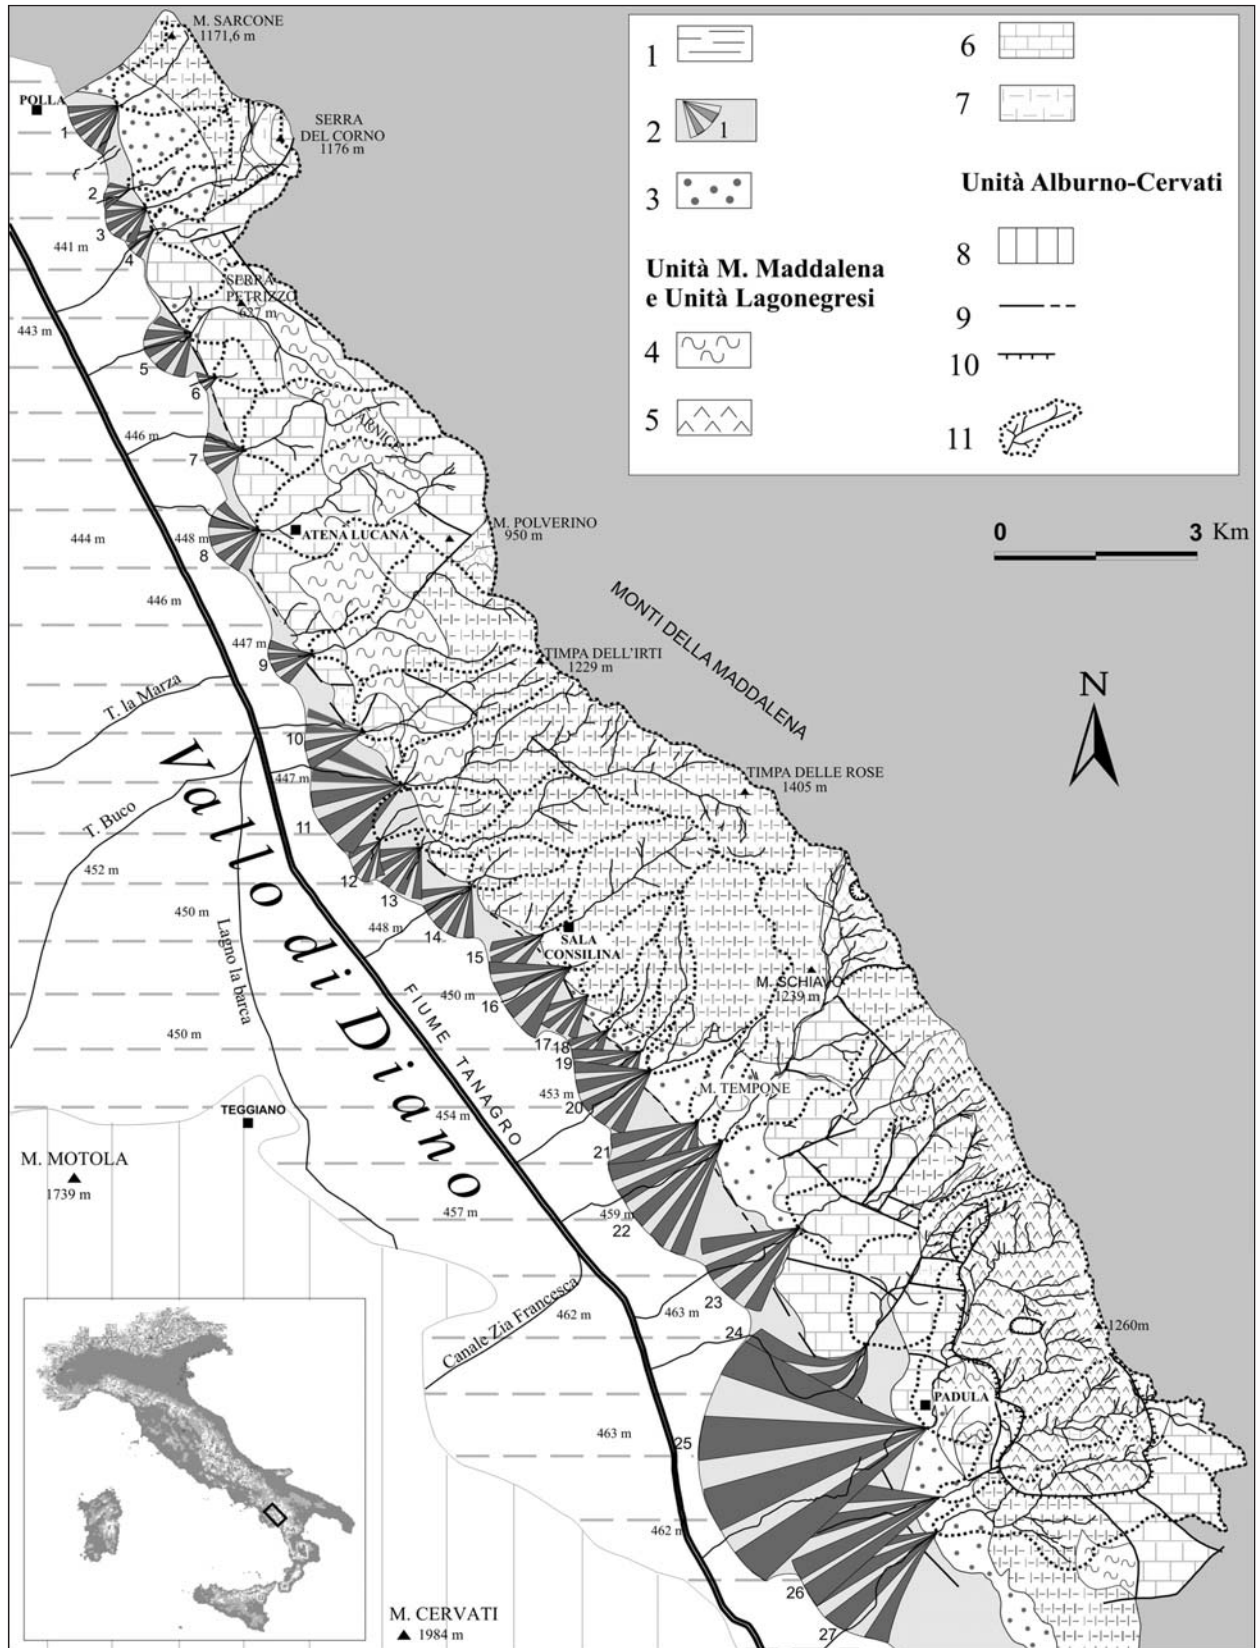 M. SARCONE
1171,6 m
POLLA
1
SERRA
DEL CORNO
1176 m
2
3
441 m
4
SERRA
PETRIZZO
627 m
443 m
5
6
ARNICI
446 m
7
M. POLVERINO
950 m
ATENA LUCANA
444 m
448 m
8
446 m
MONTI DELLA MADDALENA
447 m
9
TIMPA DELL'IRTI
1229 m
T. la Marza
10
447 m
TIMPA DELLE ROSE
1405 m
T. Buco
11
452 m
12
13
450 m
448 m
14
Lagno la barca
Vallo di Diano
SALA
CONSILINA
15
M. SCHIAVO
1239 m
450 m
16
FIUME TANAGRO
450 m
17
18
19
M. TEMPONE
453 m
20
TEGGIANO
454 m
21
M. MOTOLA
1739 m
457 m
459 m
22
Canale Zia Francesca
462 m
463 m
23
24
1260m
PADULA
463 m
25
462 m
26
27
M. CERVATI
1984 m
1
2
1
3
Unità M. Maddalena
e Unità Lagonegresi
4
5
6
7
Unità Alburno-Cervati
8
9
10
11
0 3 Km
N